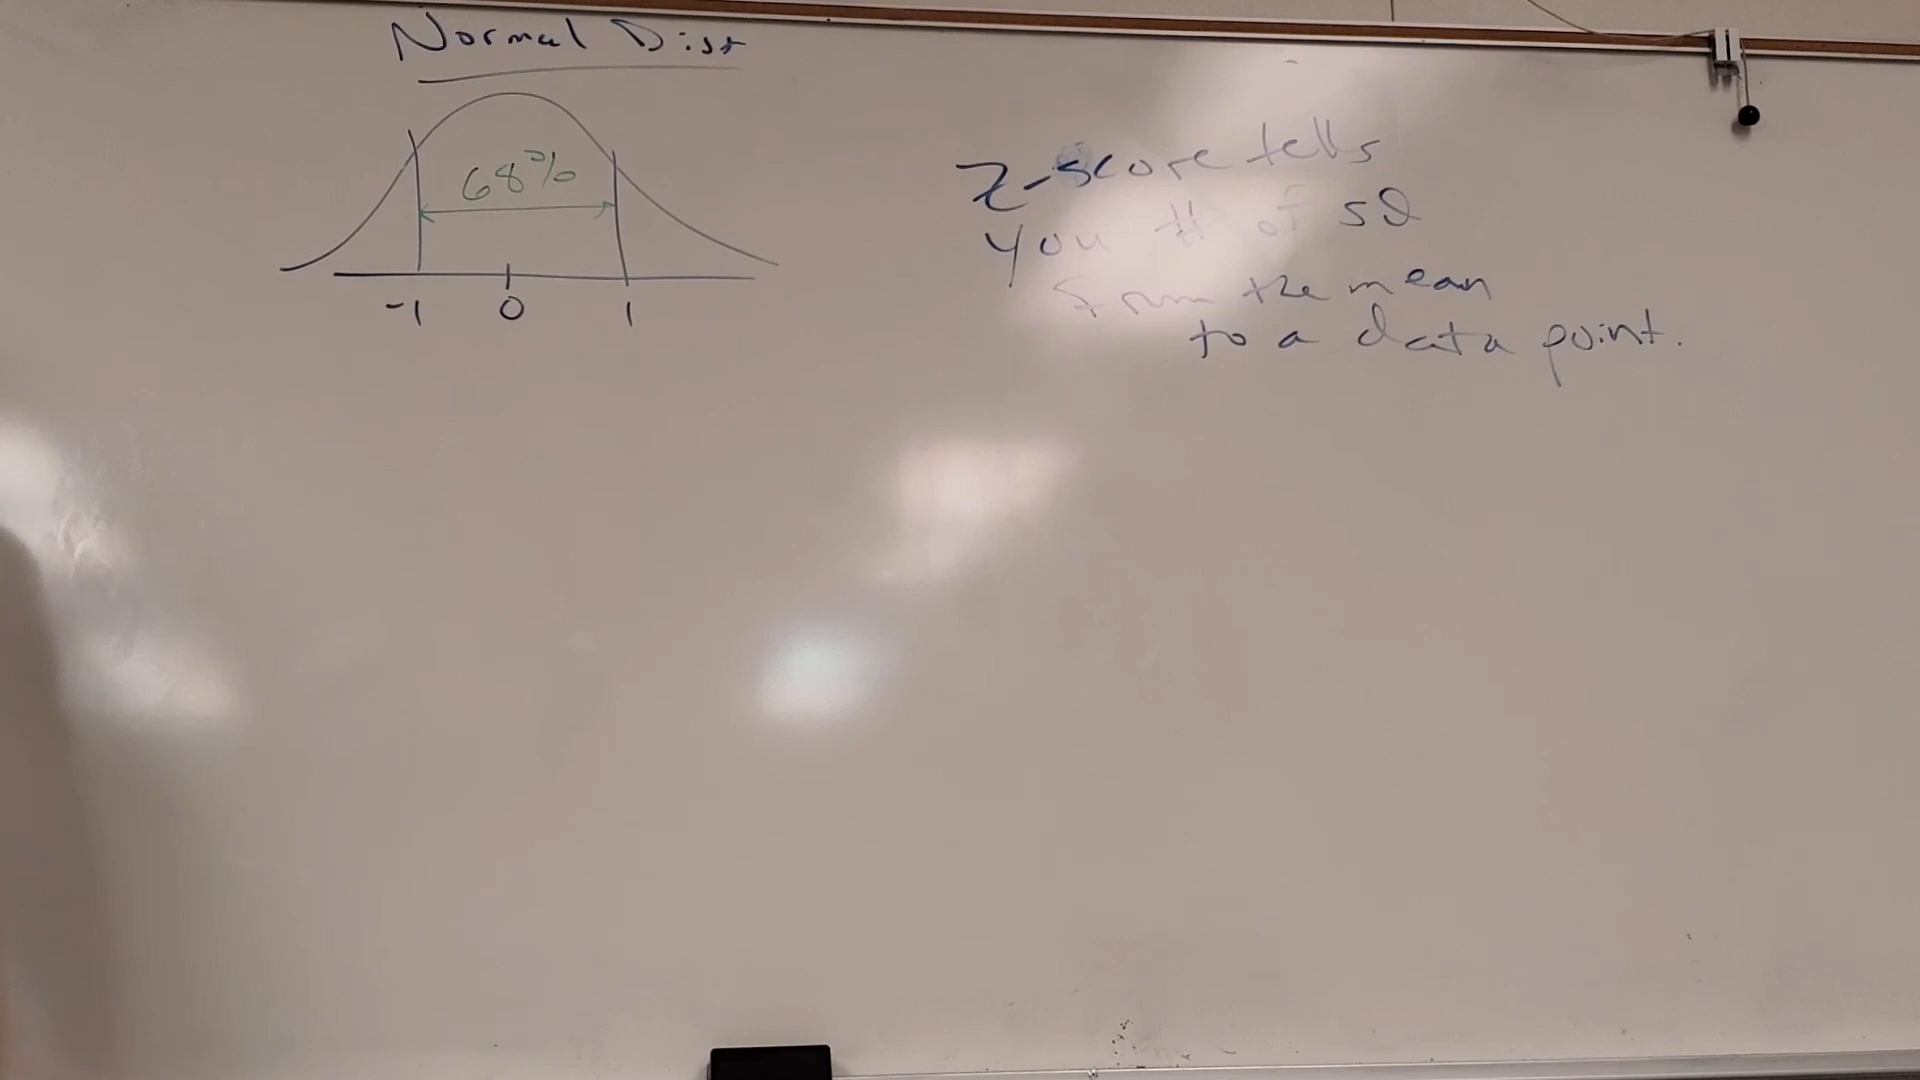 Normal Dist
68%
-1 0 1
Z-score tells
you # of sd
from the mean
to a data point.